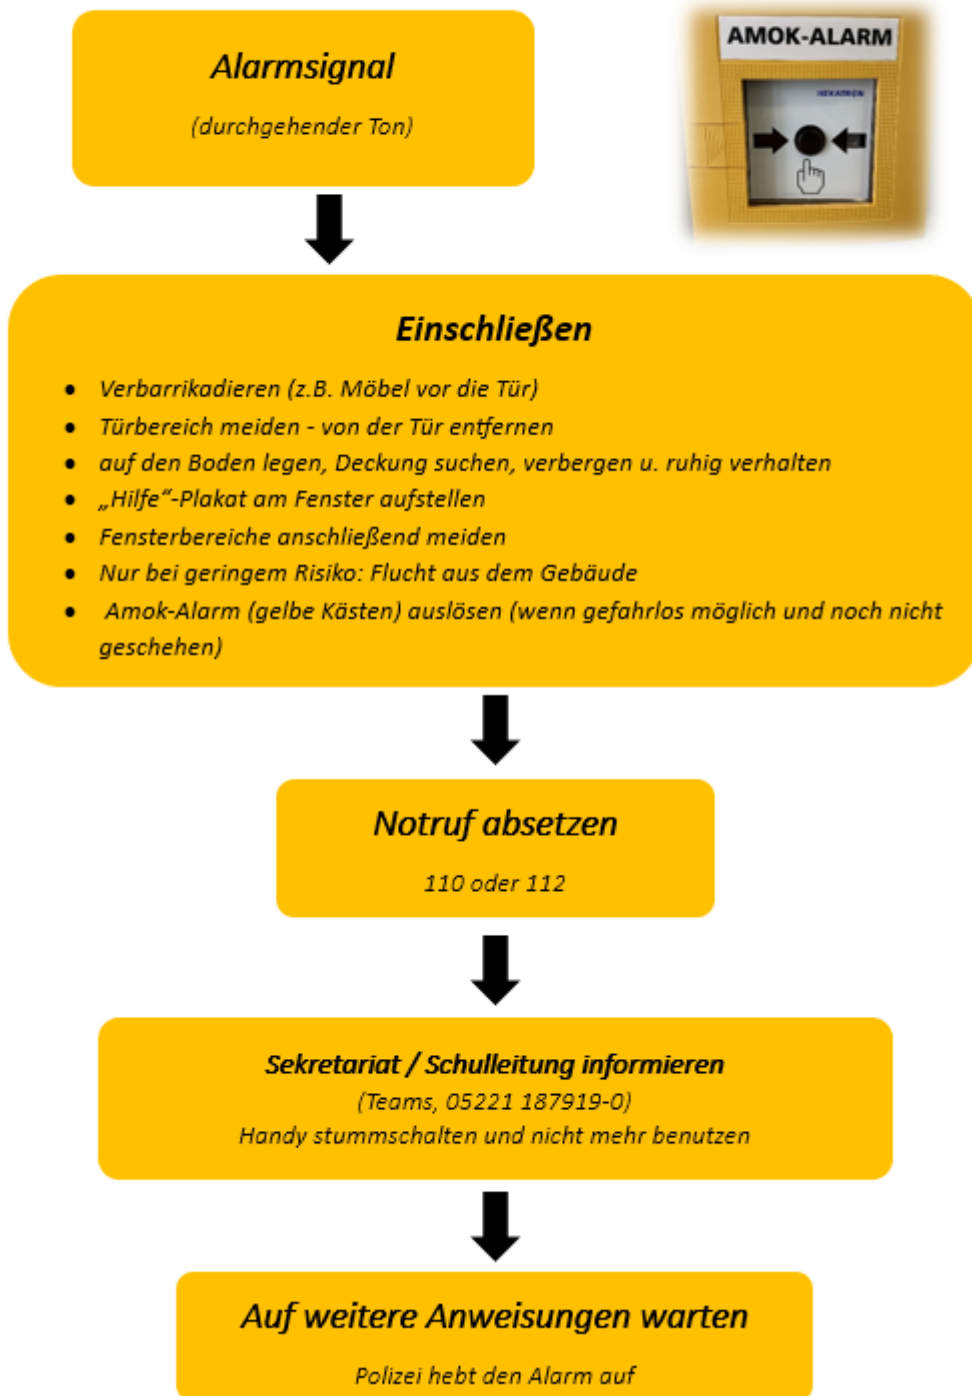 Alarmsignal
(durchgehender Ton)
AMOK-ALARM
HEKATRON
Einschließen
● Verbarrikadieren (z.B. Möbel vor die Tür)
● Türbereich meiden - von der Tür entfernen
● auf den Boden legen, Deckung suchen, verbergen u. ruhig verhalten
● „Hilfe“-Plakat am Fenster aufstellen
● Fensterbereiche anschließend meiden
● Nur bei geringem Risiko: Flucht aus dem Gebäude
● Amok-Alarm (gelbe Kästen) auslösen (wenn gefahrlos möglich und noch nicht
geschehen)
Notruf absetzen
110 oder 112
Sekretariat / Schulleitung informieren
(Teams, 05221 187919-0)
Handy stummschalten und nicht mehr benutzen
Auf weitere Anweisungen warten
Polizei hebt den Alarm auf